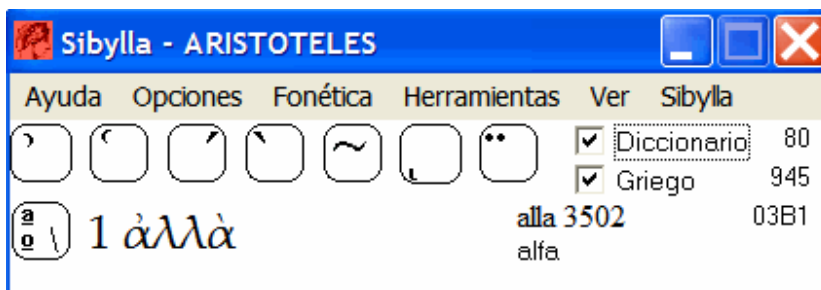 Sibylla - ARISTOTELES
Ayuda Opciones Fonética Herramientas Ver Sibylla
Diccionario 80
Griego 945
a o \ 1 ἀλλὰ alla 3502 03B1
alfa